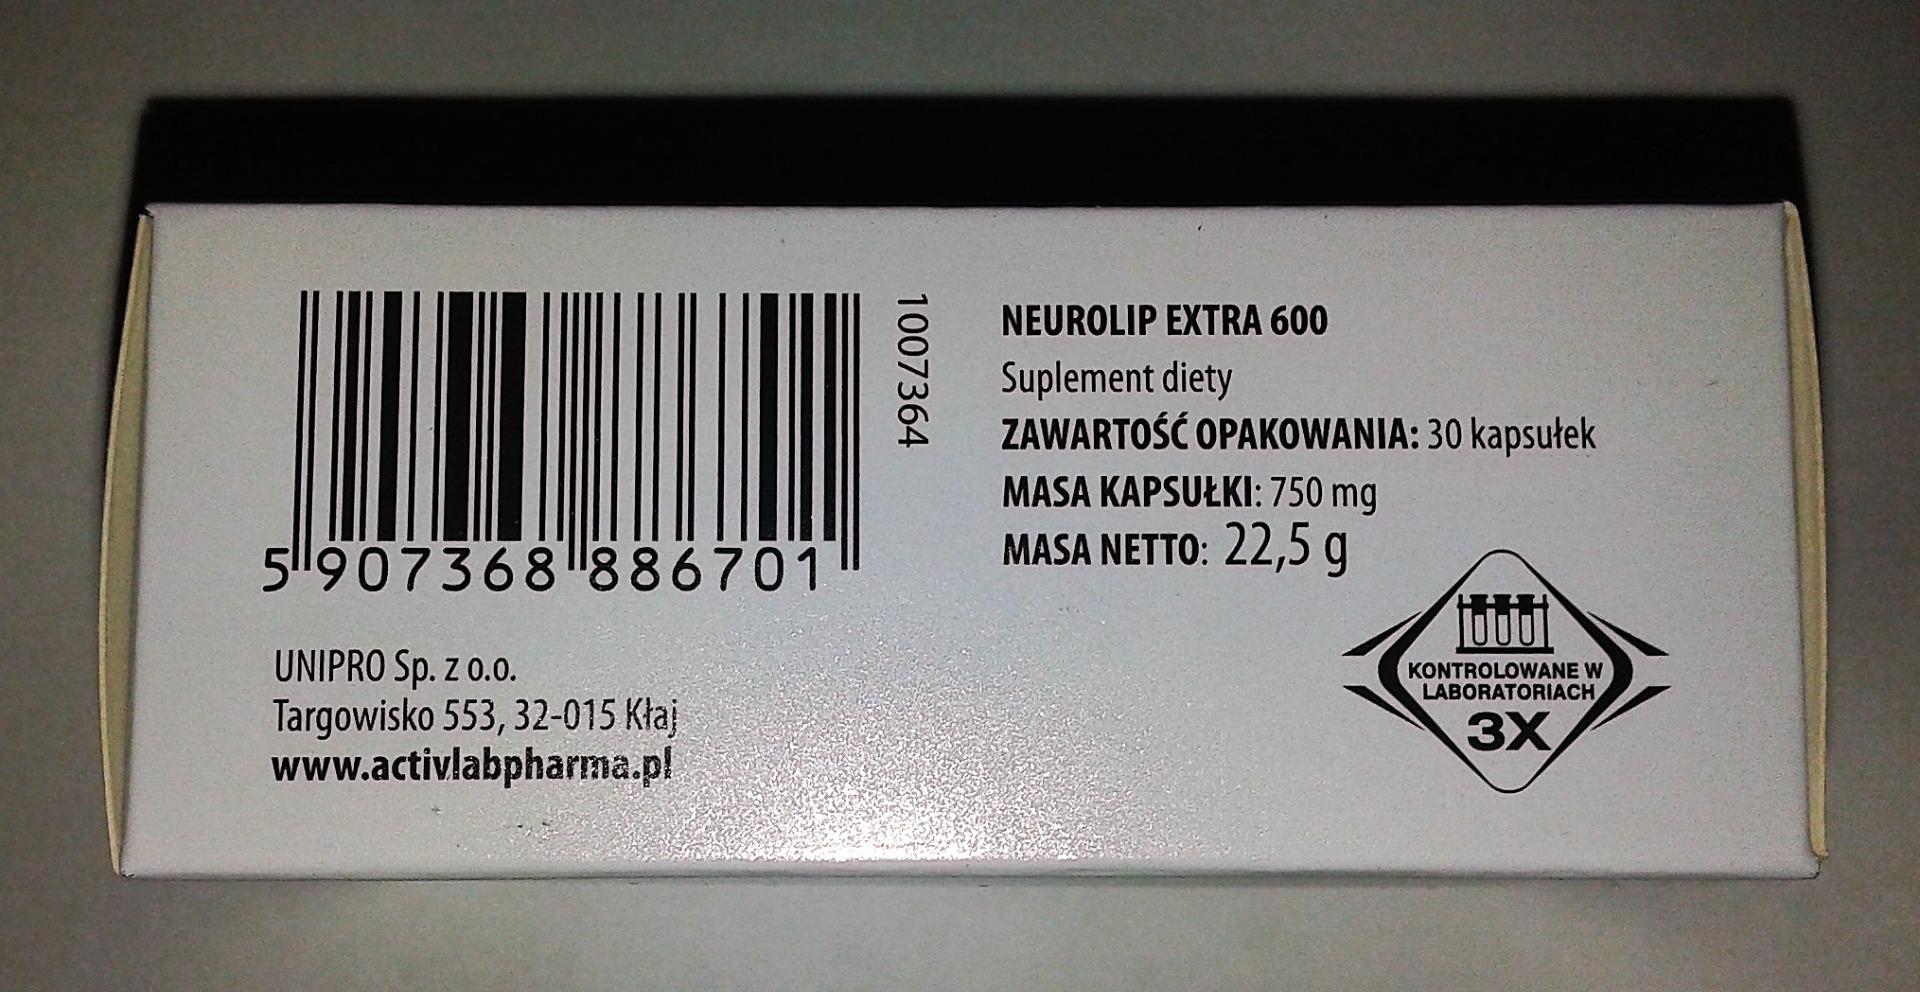 5 907368 886701
1007364
NEUROLIP EXTRA 600
Suplement diety
ZAWARTOŚĆ OPAKOWANIA: 30 kapsułek
MASA KAPSUŁKI: 750 mg
MASA NETTO: 22,5 g
UNIPRO Sp. z o.o.
Targowisko 553, 32-015 Kłaj
www.activlabpharma.pl
KONTROLOWANE W
LABORATORIACH
3X